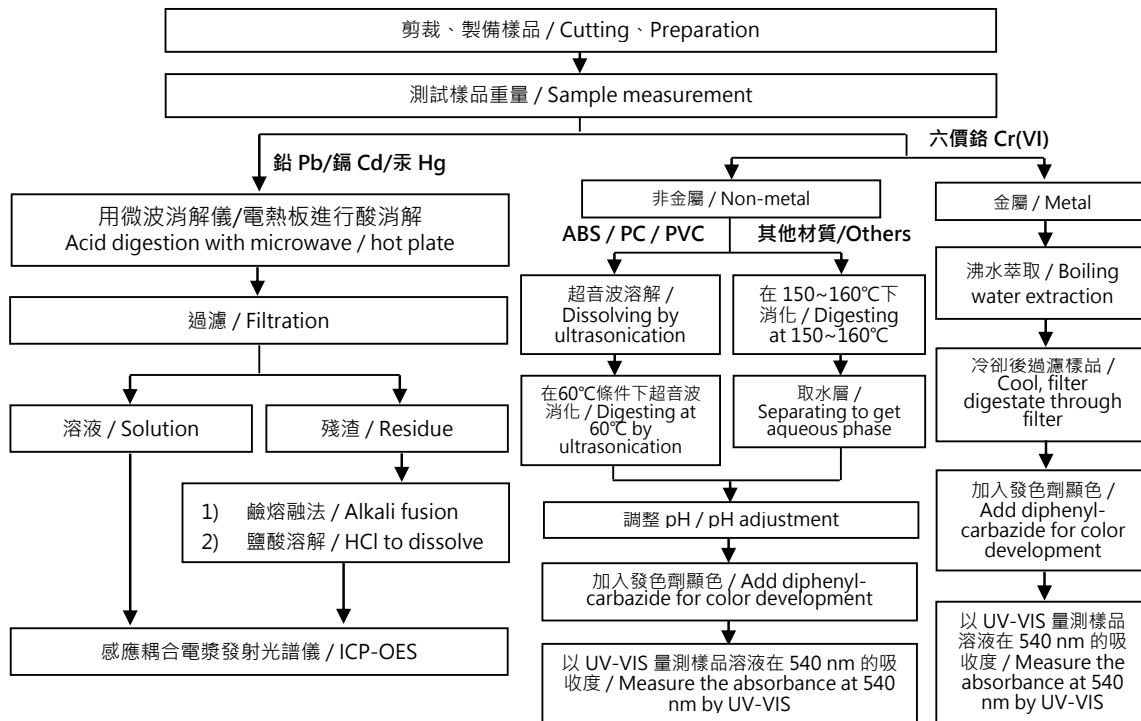 剪裁、製備樣品 / Cutting、Preparation
測試樣品重量 / Sample measurement
鉛 Pb/鎘 Cd/汞 Hg
六價鉻 Cr(VI)
用微波消解儀/電熱板進行酸消解
Acid digestion with microwave / hot plate
過濾 / Filtration
溶液 / Solution
殘渣 / Residue
1) 鹼熔融法 / Alkali fusion
2) 鹽酸溶解 / HCl to dissolve
感應耦合電漿發射光譜儀 / ICP-OES
非金屬 / Non-metal
ABS / PC / PVC
其他材質/Others
超音波溶解 /
Dissolving by
ultrasonication
在60℃條件下超音波
消化 / Digesting at
60℃ by
ultrasonication
在 150~160℃下
消化 / Digesting
at 150~160℃
取水層 /
Separating to get
aqueous phase
調整 pH / pH adjustment
加入發色劑顯色 / Add diphenyl-
carbazide for color development
以 UV-VIS 量測樣品溶液在 540 nm 的吸
收度 / Measure the absorbance at 540
nm by UV-VIS
金屬 / Metal
沸水萃取 / Boiling
water extraction
冷卻後過濾樣品 /
Cool, filter
digestate through
filter
加入發色劑顯色 /
Add diphenyl-
carbazide for color
development
以 UV-VIS 量測樣品
溶液在 540 nm 的吸
收度 / Measure the
absorbance at 540
nm by UV-VIS